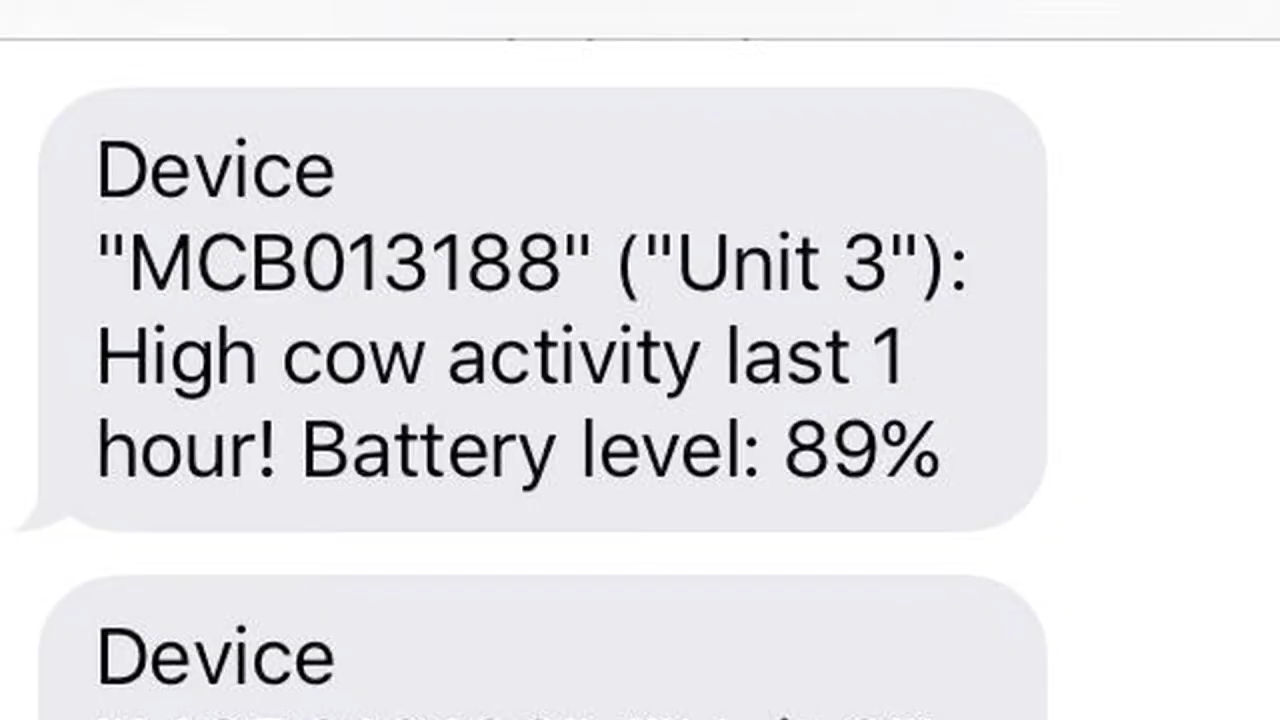 Device
"MCB013188" ("Unit 3"):
High cow activity last 1
hour! Battery level: 89%
Device